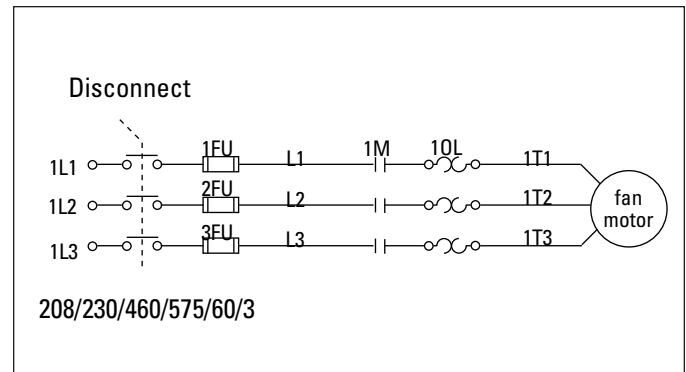 Disconnect
1L1 1FU L1 1M 1OL 1T1
1L2 2FU L2 1T2
1L3 3FU L3 1T3
fan
motor
208/230/460/575/60/3